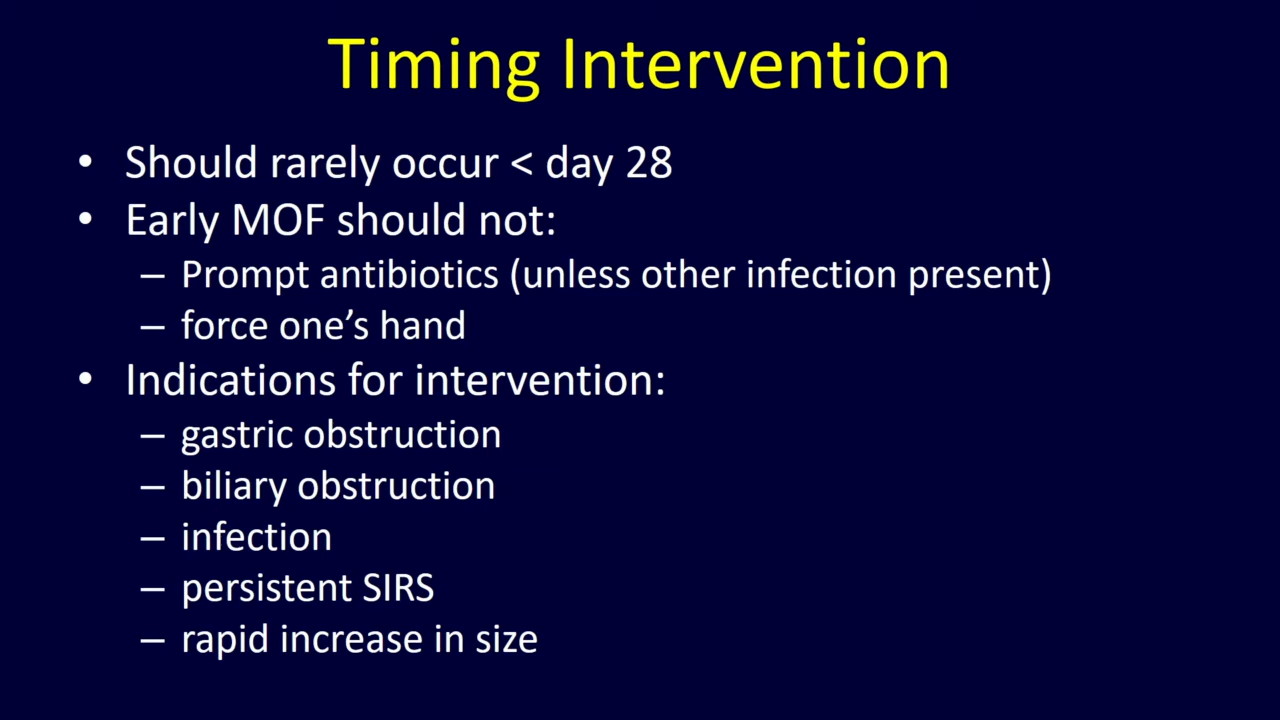 Timing Intervention
• Should rarely occur < day 28
• Early MOF should not:
– Prompt antibiotics (unless other infection present)
– force one’s hand
• Indications for intervention:
– gastric obstruction
– biliary obstruction
– infection
– persistent SIRS
– rapid increase in size